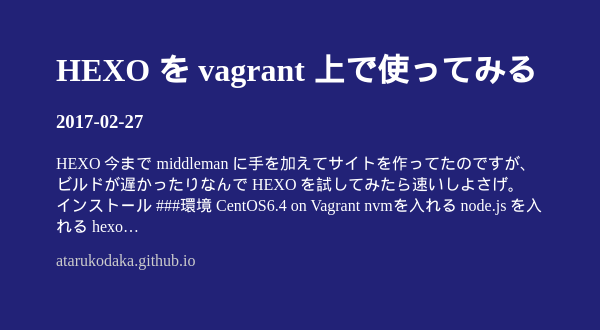 HEXO を vagrant 上で使ってみる
2017-02-27
HEXO 今まで middleman に手を加えてサイトを作ってたのですが、
ビルドが遅かったりなんで HEXO を試してみたら速いしよさげ。
インストール ###環境 CentOS6.4 on Vagrant nvmを入れる node.js を入
れる hexo…
atarukodaka.github.io